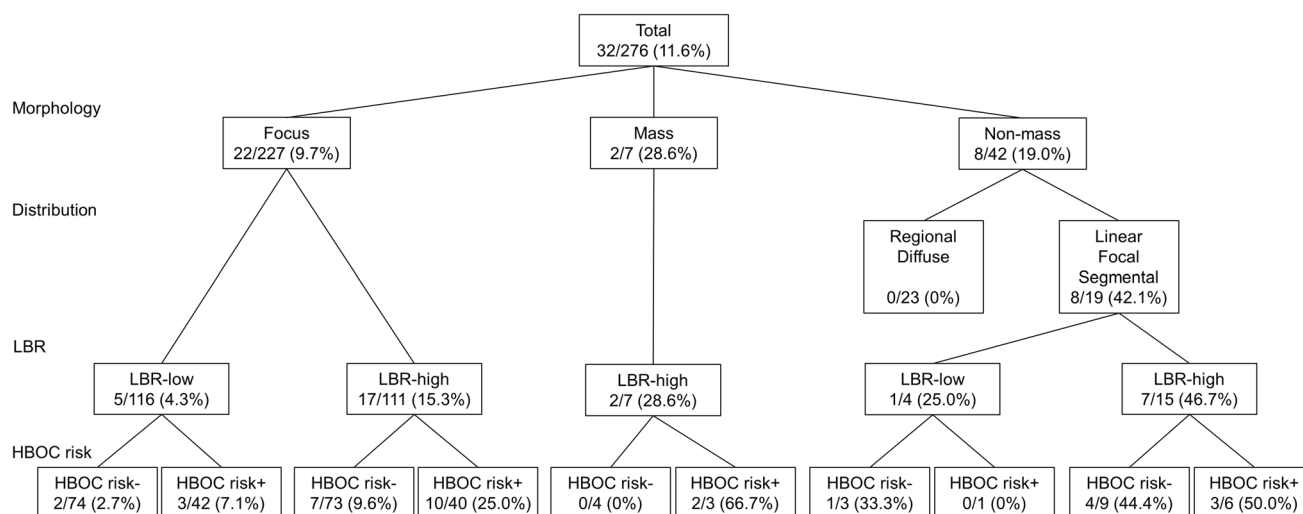 Total
32/276 (11.6%)
Morphology
Focus
22/227 (9.7%)
Mass
2/7 (28.6%)
Non-mass
8/42 (19.0%)
Distribution
Regional
Diffuse
0/23 (0%)
Linear
Focal
Segmental
8/19 (42.1%)
LBR
LBR-low
5/116 (4.3%)
LBR-high
17/111 (15.3%)
LBR-high
2/7 (28.6%)
LBR-low
1/4 (25.0%)
LBR-high
7/15 (46.7%)
HBOC risk
HBOC risk-
2/74 (2.7%)
HBOC risk+
3/42 (7.1%)
HBOC risk-
7/73 (9.6%)
HBOC risk+
10/40 (25.0%)
HBOC risk-
0/4 (0%)
HBOC risk+
2/3 (66.7%)
HBOC risk-
1/3 (33.3%)
HBOC risk+
0/1 (0%)
HBOC risk-
4/9 (44.4%)
HBOC risk+
3/6 (50.0%)